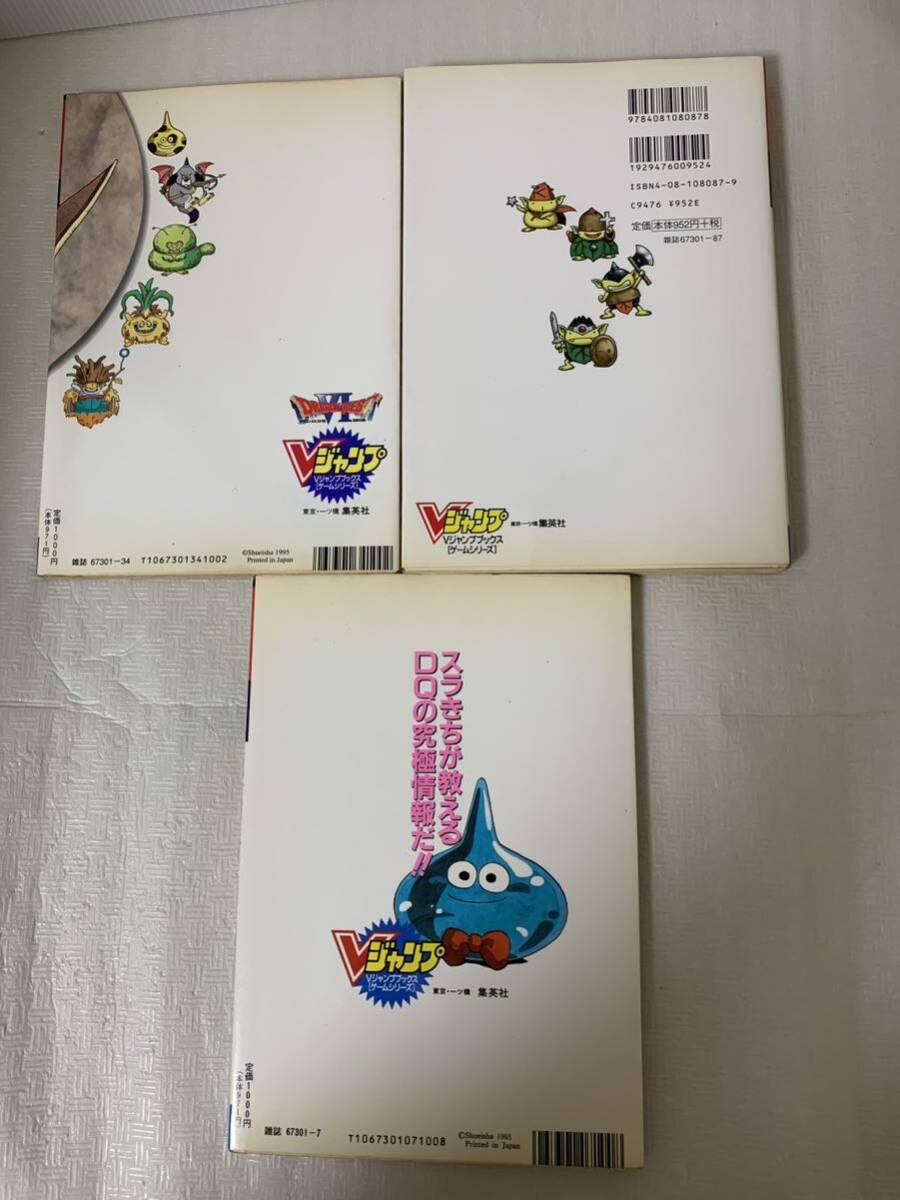 DRAGON QUEST
VI
Vジャンプ
Vジャンプブックス
[ゲームシリーズ]
東京・一ツ橋 集英社
定価1000円
(本体971円)
雑誌 67301-34
T1067301341002
©Shueisha 1995
Printed in Japan
9784081080878
1929476009524
ISBN4-08-108087-9
C9476 ¥952E
定価 本体952円+税
雑誌67301-87
Vジャンプ
Vジャンプブックス
[ゲームシリーズ]
東京・一ツ橋 集英社
スラきちが教える
DQの究極情報だ!!
Vジャンプ
Vジャンプブックス
[ゲームシリーズ]
東京・一ツ橋 集英社
定価1000円
(本体971円)
雑誌 67301-7
T1067301071008
©Shueisha 1995
Printed in Japan